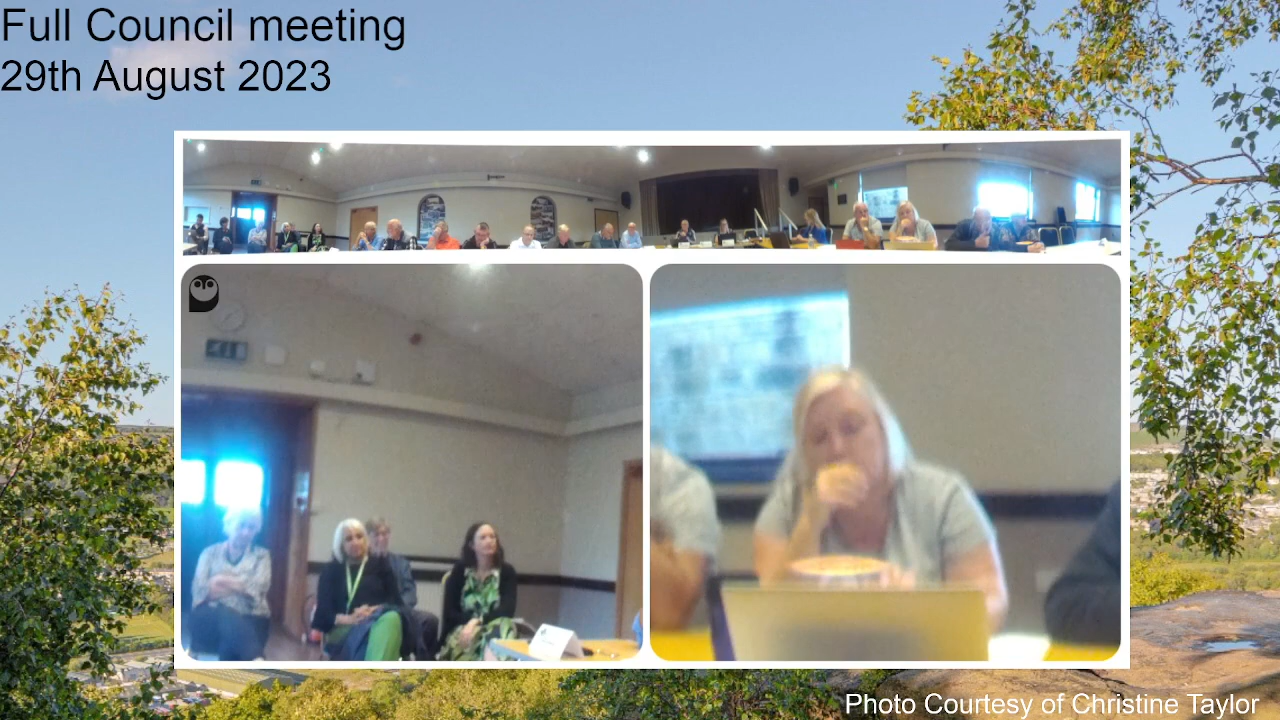 Full Council meeting
29th August 2023
Photo Courtesy of Christine Taylor